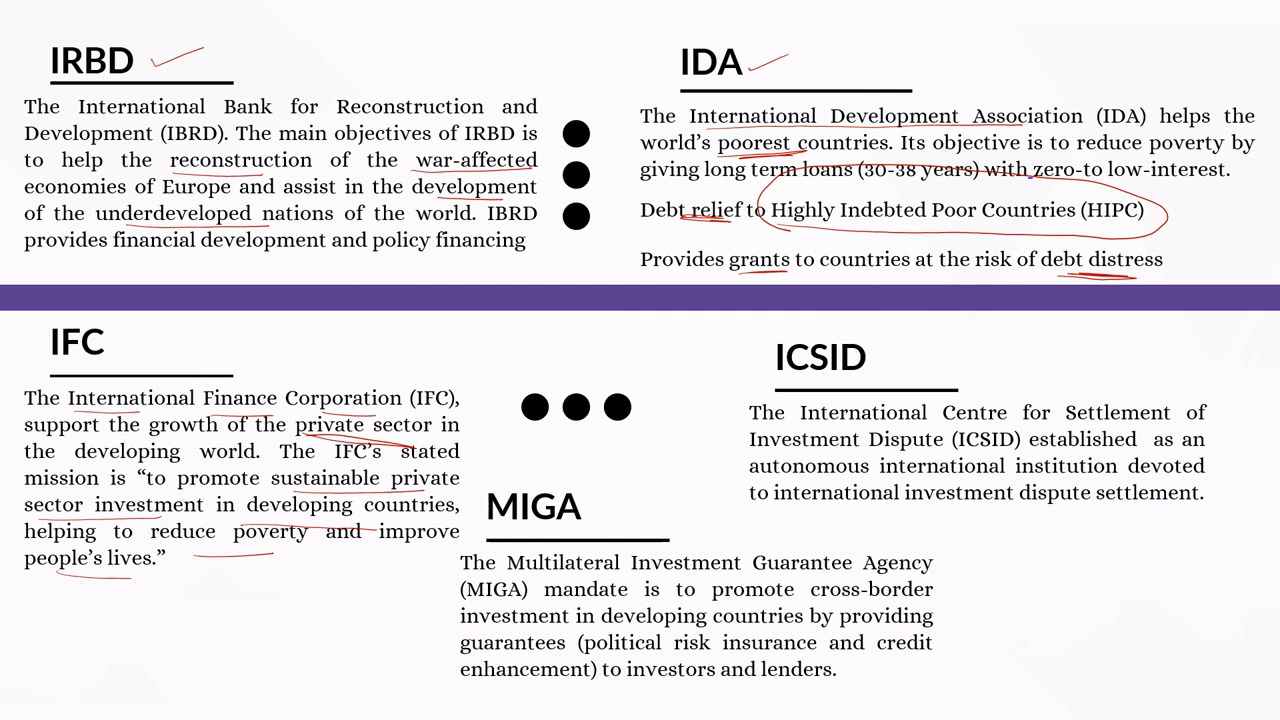 IRBD
The International Bank for Reconstruction and
Development (IBRD). The main objectives of IRBD is
to help the reconstruction of the war-affected
economies of Europe and assist in the development
of the underdeveloped nations of the world. IBRD
provides financial development and policy financing
IDA
The International Development Association (IDA) helps the
world’s poorest countries. Its objective is to reduce poverty by
giving long term loans (30-38 years) with zero-to low-interest.
Debt relief to Highly Indebted Poor Countries (HIPC)
Provides grants to countries at the risk of debt distress
IFC
The International Finance Corporation (IFC),
support the growth of the private sector in
the developing world. The IFC’s stated
mission is “to promote sustainable private
sector investment in developing countries,
helping to reduce poverty and improve
people’s lives.”
MIGA
The Multilateral Investment Guarantee Agency
(MIGA) mandate is to promote cross-border
investment in developing countries by providing
guarantees (political risk insurance and credit
enhancement) to investors and lenders.
ICSID
The International Centre for Settlement of
Investment Dispute (ICSID) established as an
autonomous international institution devoted
to international investment dispute settlement.